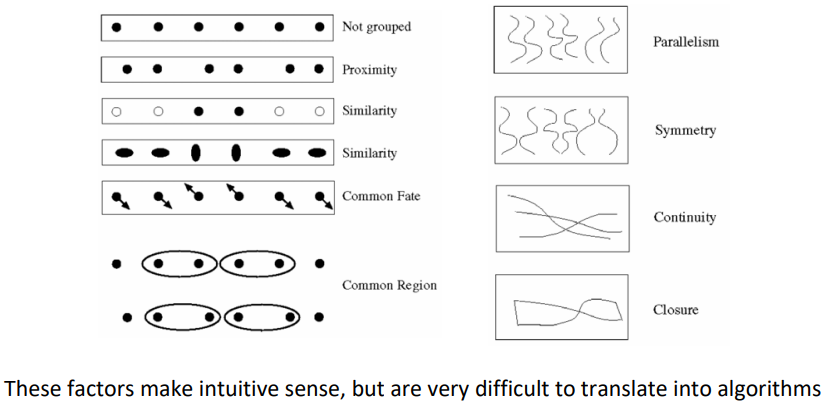 Not grouped
Proximity
Similarity
Similarity
Common Fate
Common Region
Parallelism
Symmetry
Continuity
Closure
These factors make intuitive sense, but are very difficult to translate into algorithms